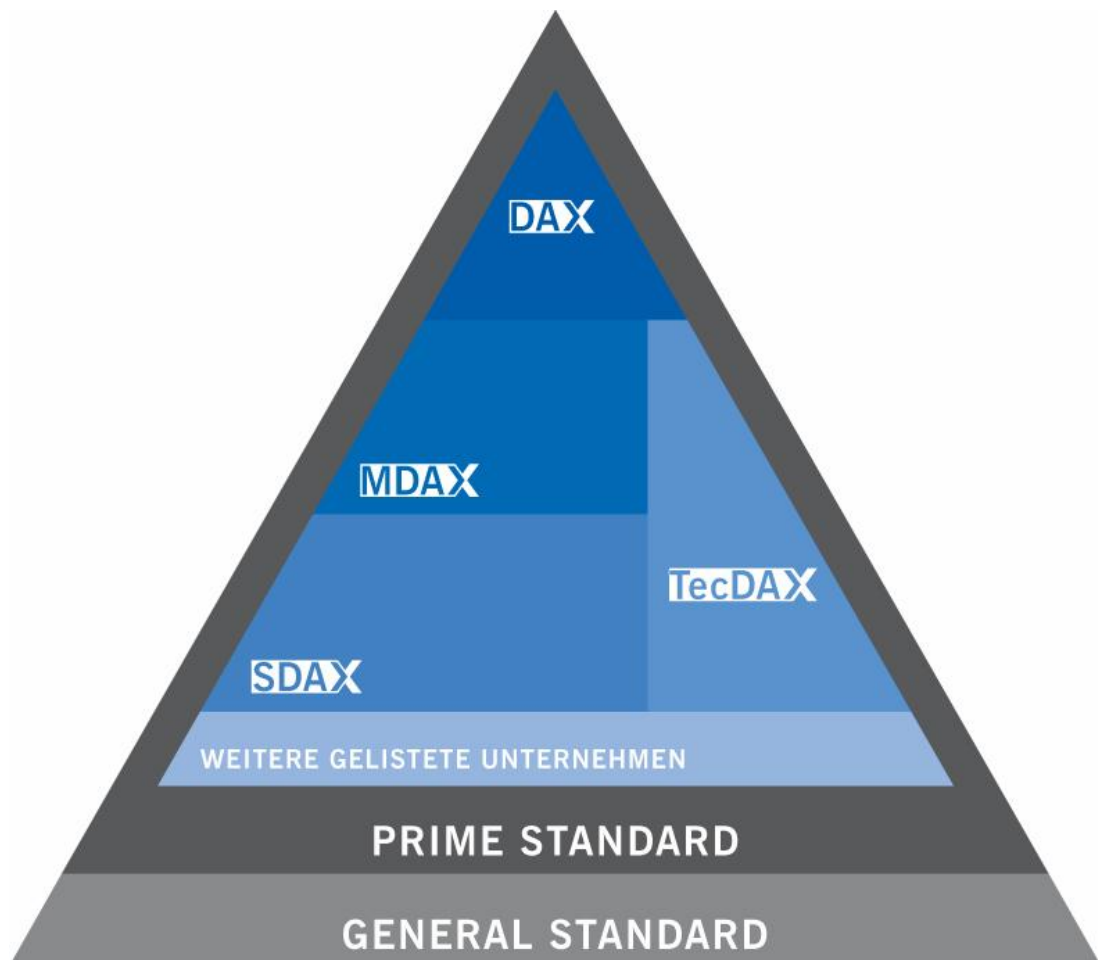 DAX
MDAX
TecDAX
SDAX
WEITERE GELISTETE UNTERNEHMEN
PRIME STANDARD
GENERAL STANDARD